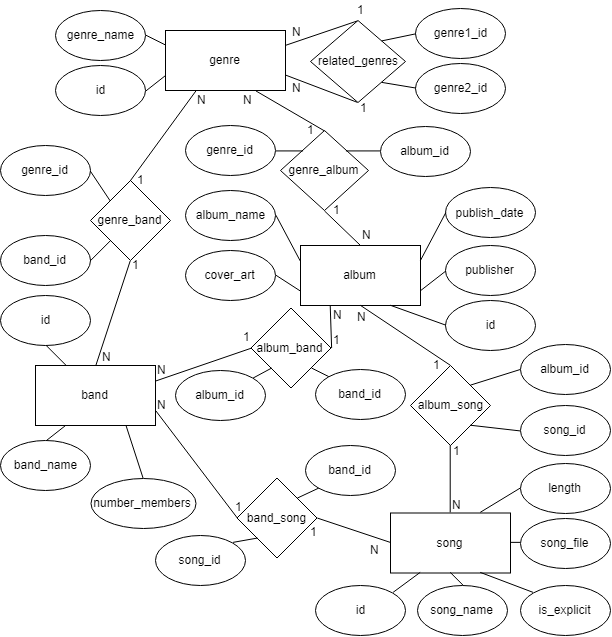 1
genre_name
genre
N
genre1_id
related_genres
id
N
genre2_id
1
N
N
1
genre_id
album_id
genre_id
genre_album
1
album_name
1
publish_date
genre_band
N
band_id
1
cover_art
album
publisher
id
N
N
id
1
album_band
1
N
N
1
album_id
band
album_id
band_id
N
album_song
song_id
band_name
1
band_id
number_members
length
N
1
band_song
1
song_id
N
song
song_file
id
song_name
is_explicit